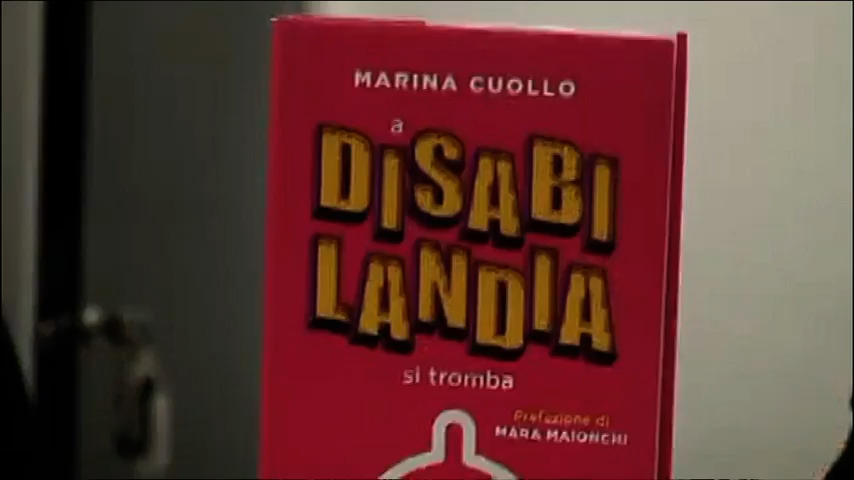 MARINA CUOLLO
a
DISABI
LANDIA
si tromba
Prefazione di
MARA MAIONCHI